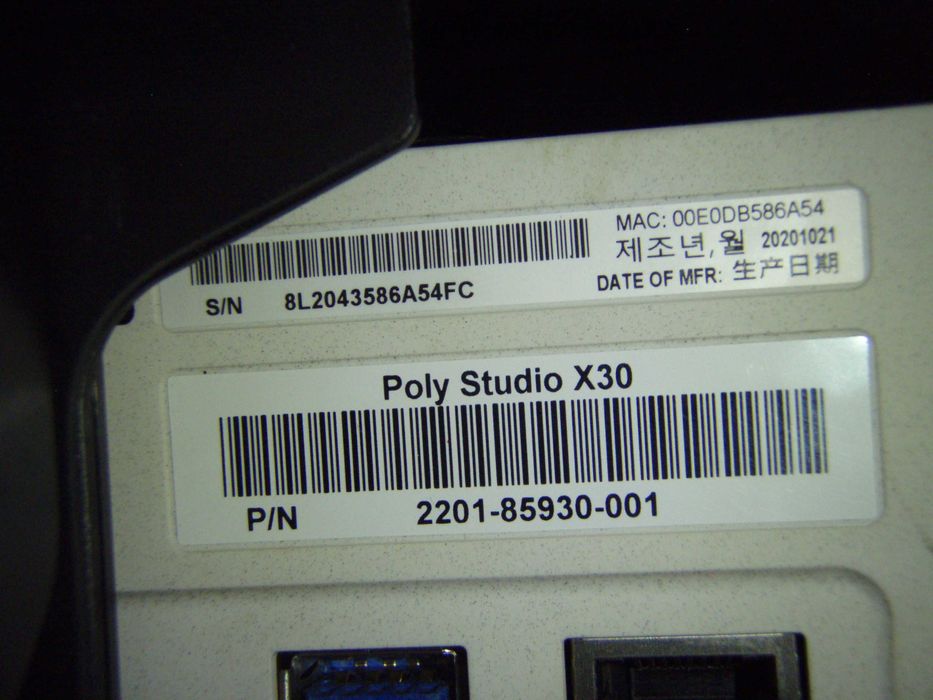 MAC: 00E0DB586A54
제조년,월 20201021
DATE OF MFR: 生产日期
S/N 8L2043586A54FC
Poly Studio X30
P/N 2201-85930-001